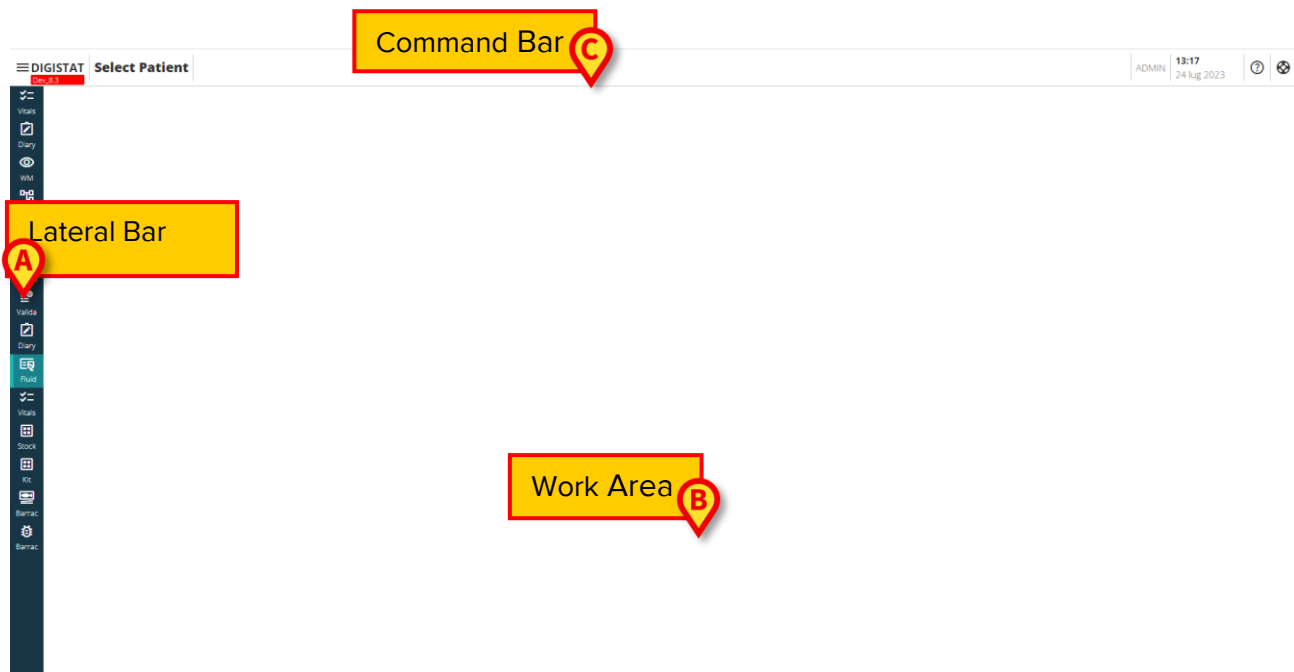 Command Bar
C
DIGISTAT Select Patient ADMIN 13:17
Dev_8.3 24 lug 2023
Vitals
Diary
WM
Lateral Bar
A
Valida
Diary
Fluid
Vitals
Stock
Kit
Work Area
B
Barrac
Barrac